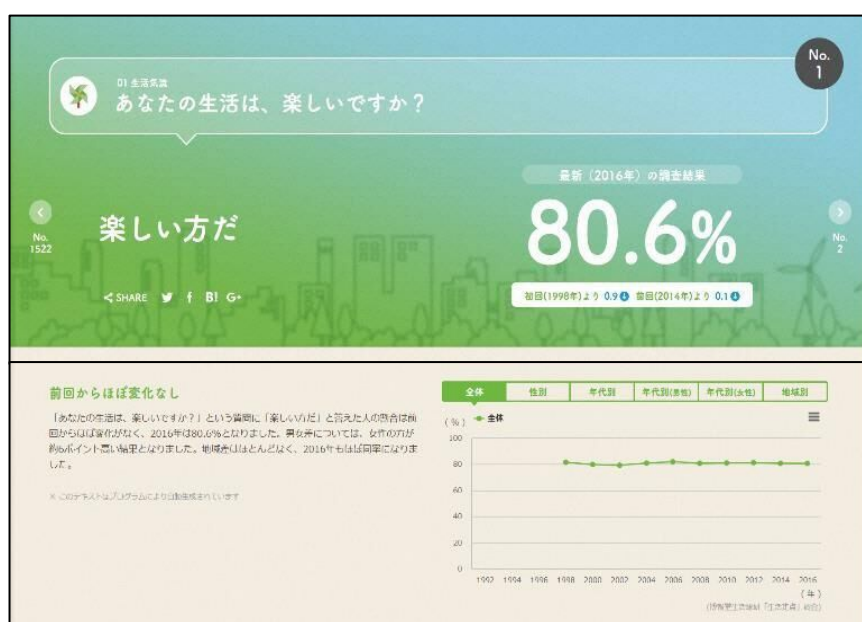 No.
1
01 生活気流
あなたの生活は、楽しいですか?
最新(2016年)の調査結果
楽しい方だ
80.6%
No.
1522
No.
2
SHARE f B! G+
初回(1998年)より 0.9 前回(2014年)より 0.1
前回からほぼ変化なし
「あなたの生活は、楽しいですか?」という質問に「楽しい方だ」と答えた人の割合は前
回からほぼ変化がなく、2016年は80.6%となりました。男女差については、女性の方が
約6ポイント高い結果となりました。地域差はほとんどなく、2016年もほぼ同率になりま
した。
※ このテキストはプログラムにより自動生成されています
全体 性別 年代別 年代別(男性) 年代別(女性) 地域別
(%) 全体
100
80
60
40
20
0
1992 1994 1996 1998 2000 2002 2004 2006 2008 2010 2012 2014 2016
(年)